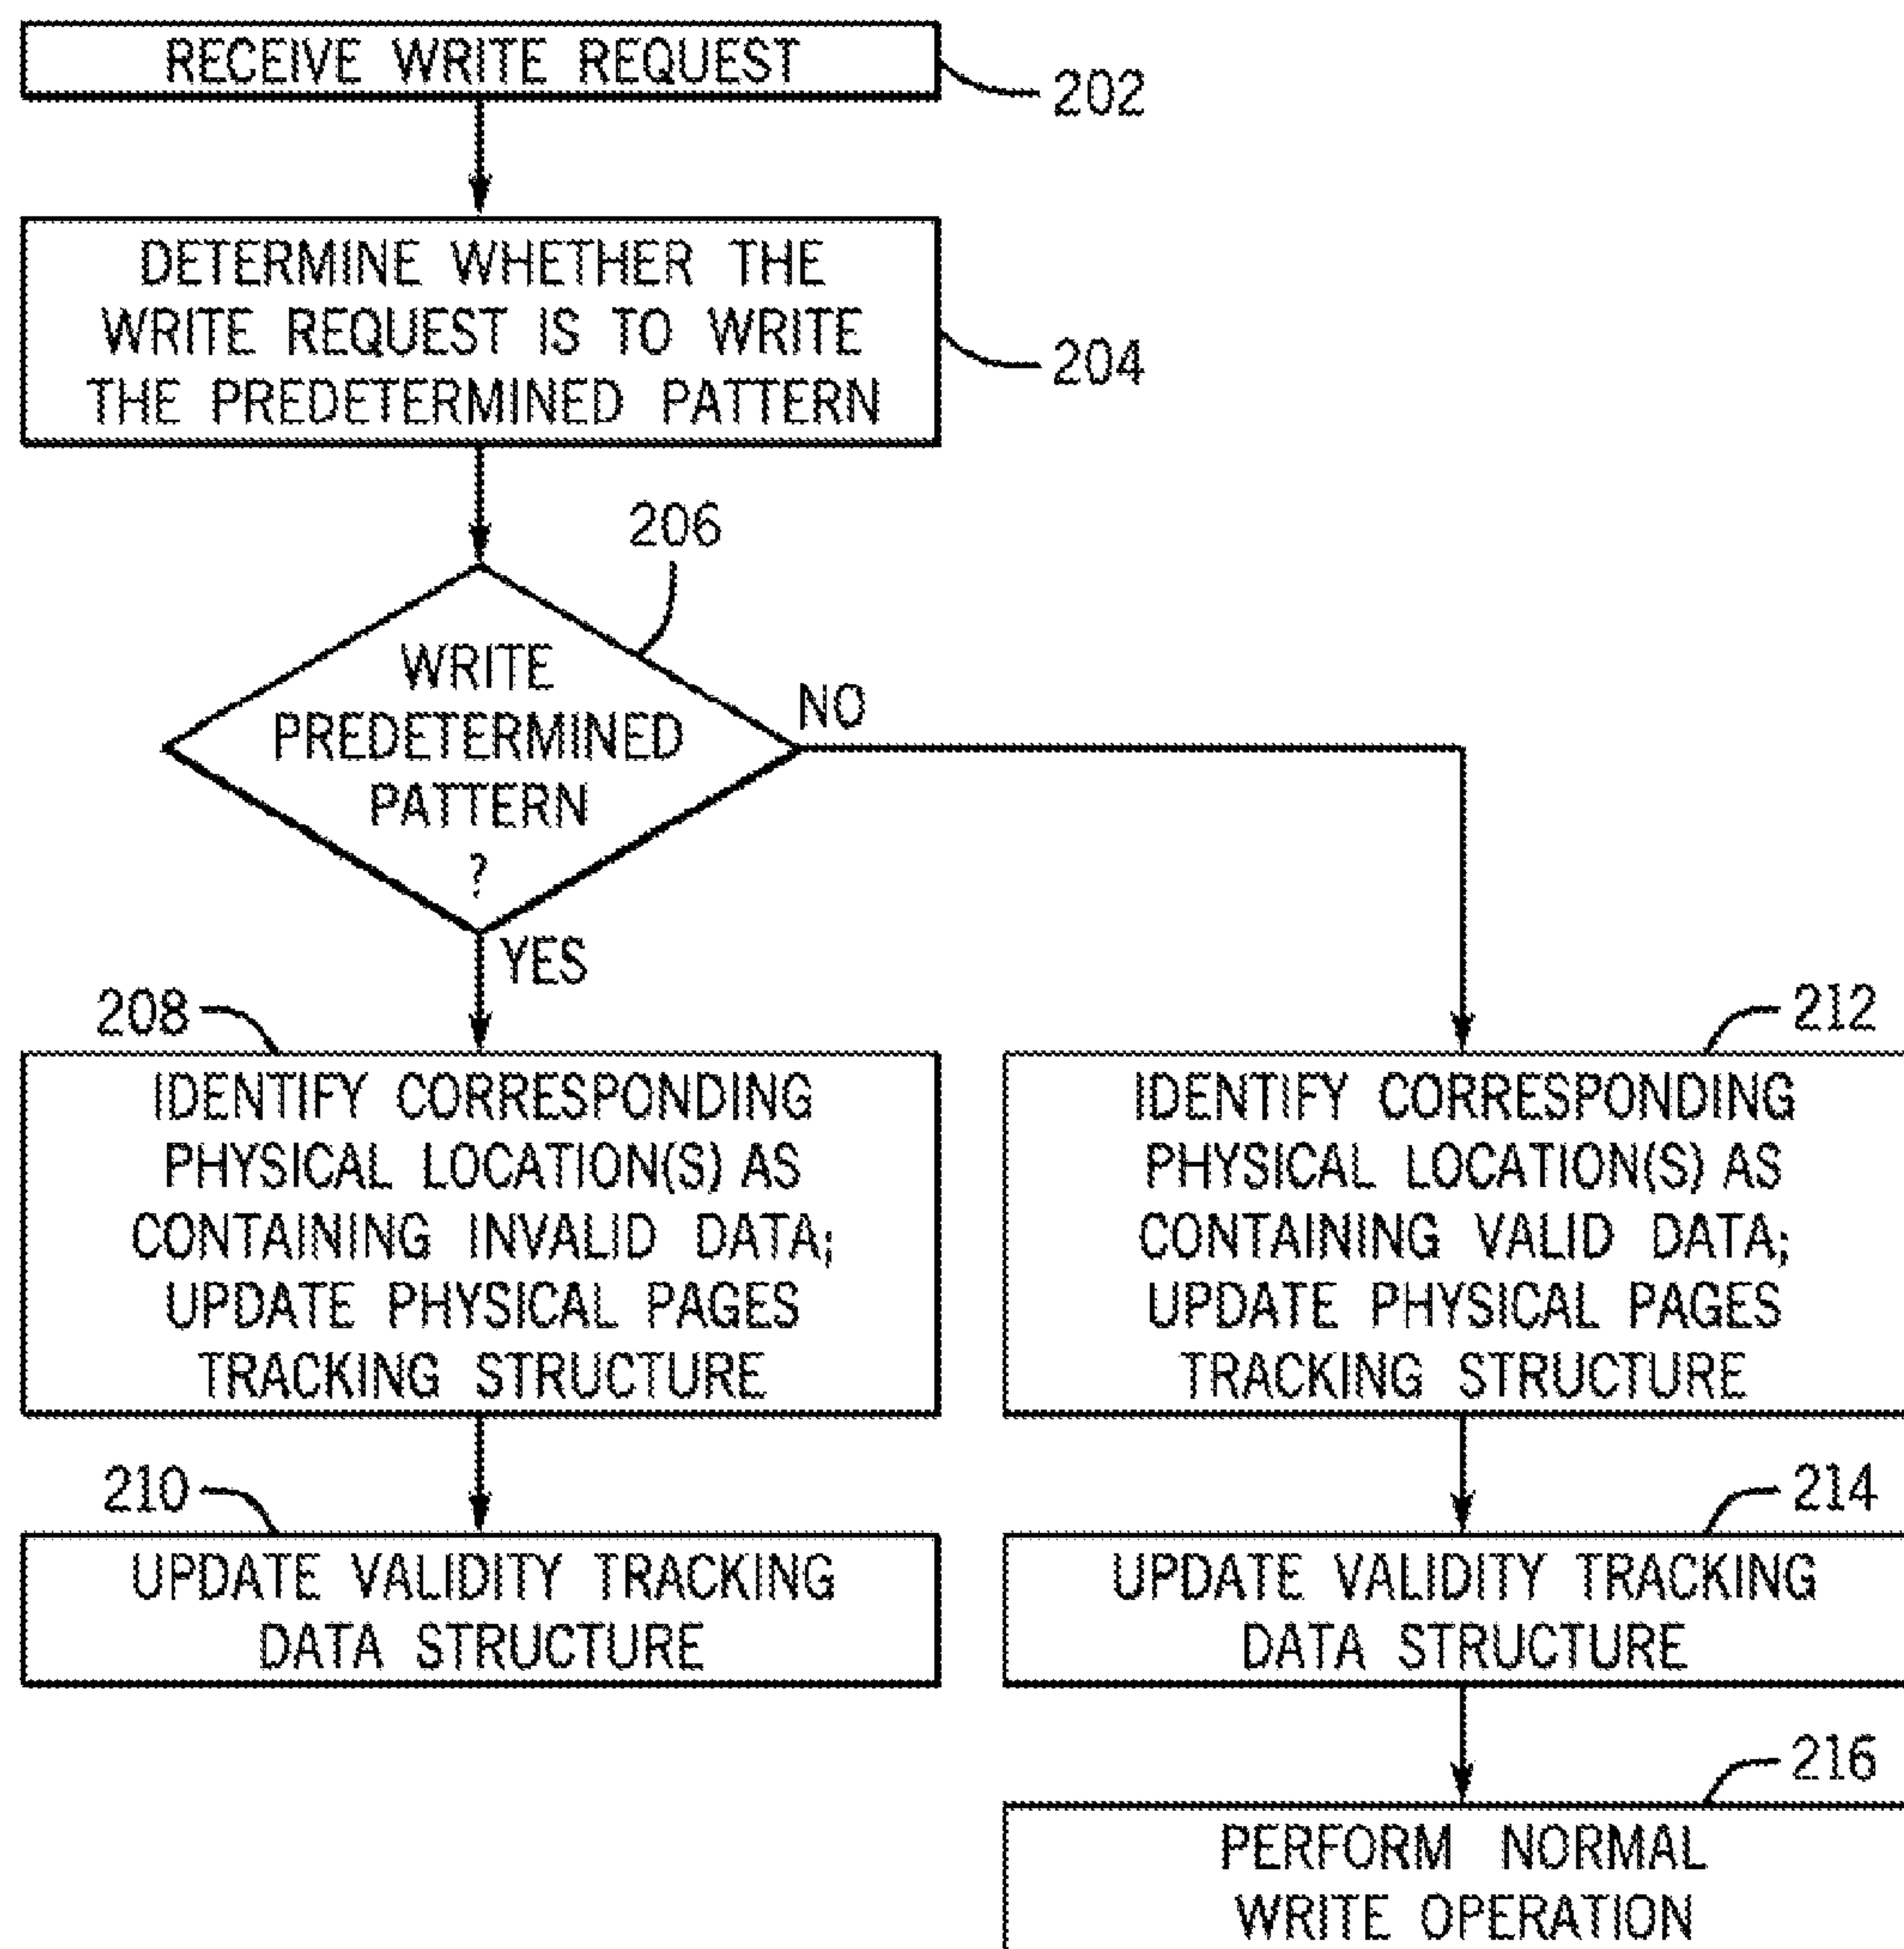 RECEIVE WRITE REQUEST
202
DETERMINE WHETHER THE
WRITE REQUEST IS TO WRITE
THE PREDETERMINED PATTERN
204
206
WRITE
PREDETERMINED
PATTERN
?
NO
YES
208
IDENTIFY CORRESPONDING
PHYSICAL LOCATION(S) AS
CONTAINING INVALID DATA;
UPDATE PHYSICAL PAGES
TRACKING STRUCTURE
210
UPDATE VALIDITY TRACKING
DATA STRUCTURE
212
IDENTIFY CORRESPONDING
PHYSICAL LOCATION(S) AS
CONTAINING VALID DATA;
UPDATE PHYSICAL PAGES
TRACKING STRUCTURE
214
UPDATE VALIDITY TRACKING
DATA STRUCTURE
216
PERFORM NORMAL
WRITE OPERATION